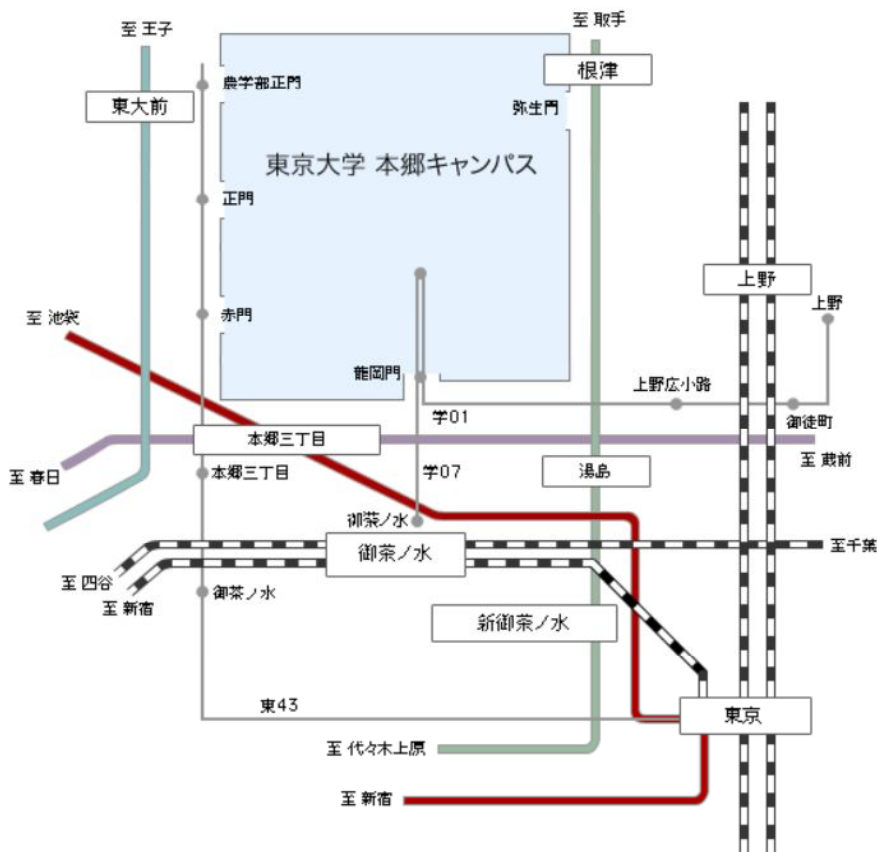 至 王子
至 取手
農学部正門
根津
東大前
弥生門
東京大学 本郷キャンパス
正門
上野
上野
至 池袋
赤門
龍岡門
上野広小路
学01
御徒町
本郷三丁目
至 蔵前
至 春日
本郷三丁目
学07
湯島
御茶ノ水
御茶ノ水
至千葉
至 四谷
至 新宿
御茶ノ水
新御茶ノ水
東43
東京
至 代々木上原
至 新宿